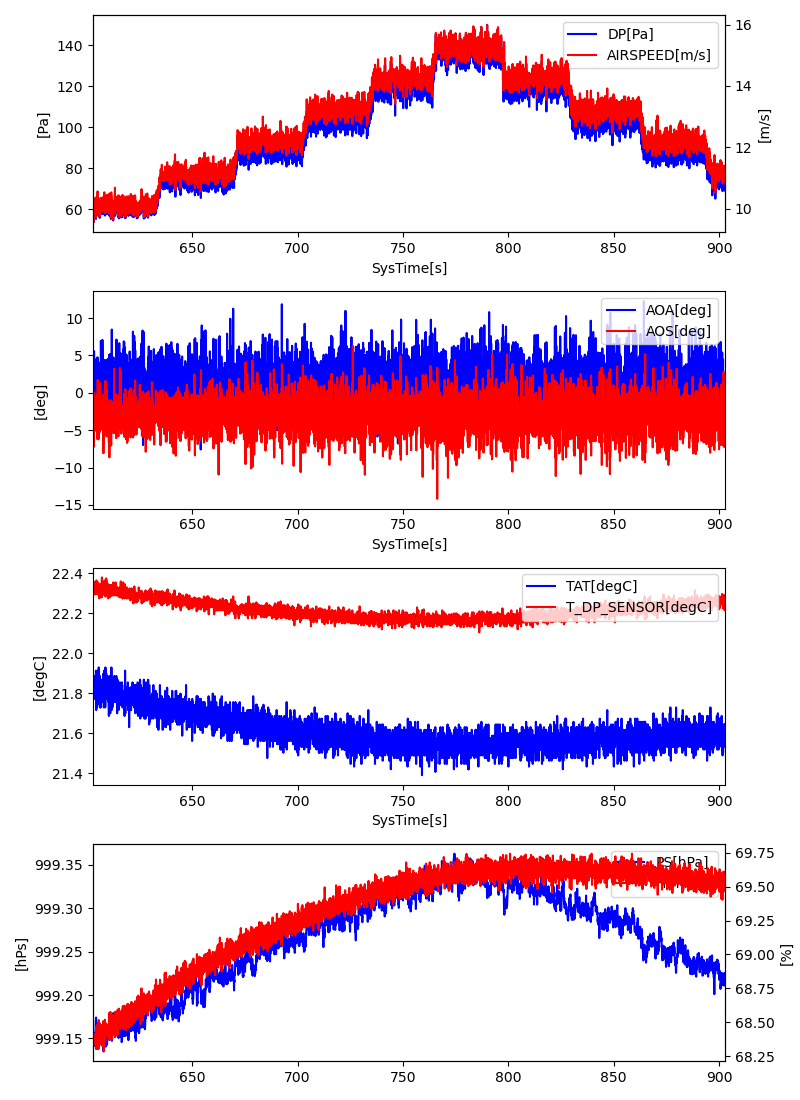 DP[Pa]
AIRSPEED[m/s]
140
120
100
80
60
16
14
12
10
[Pa]
[m/s]
650 700 750 800 850 900
SysTime[s]
AOA[deg]
AOS[deg]
10
5
0
−5
−10
−15
[deg]
650 700 750 800 850 900
SysTime[s]
TAT[degC]
T_DP_SENSOR[degC]
22.4
22.2
22.0
21.8
21.6
21.4
[degC]
650 700 750 800 850 900
SysTime[s]
PS[hPa]
999.35
999.30
999.25
999.20
999.15
69.75
69.50
69.25
69.00
68.75
68.50
68.25
[hPs]
[%]
650 700 750 800 850 900